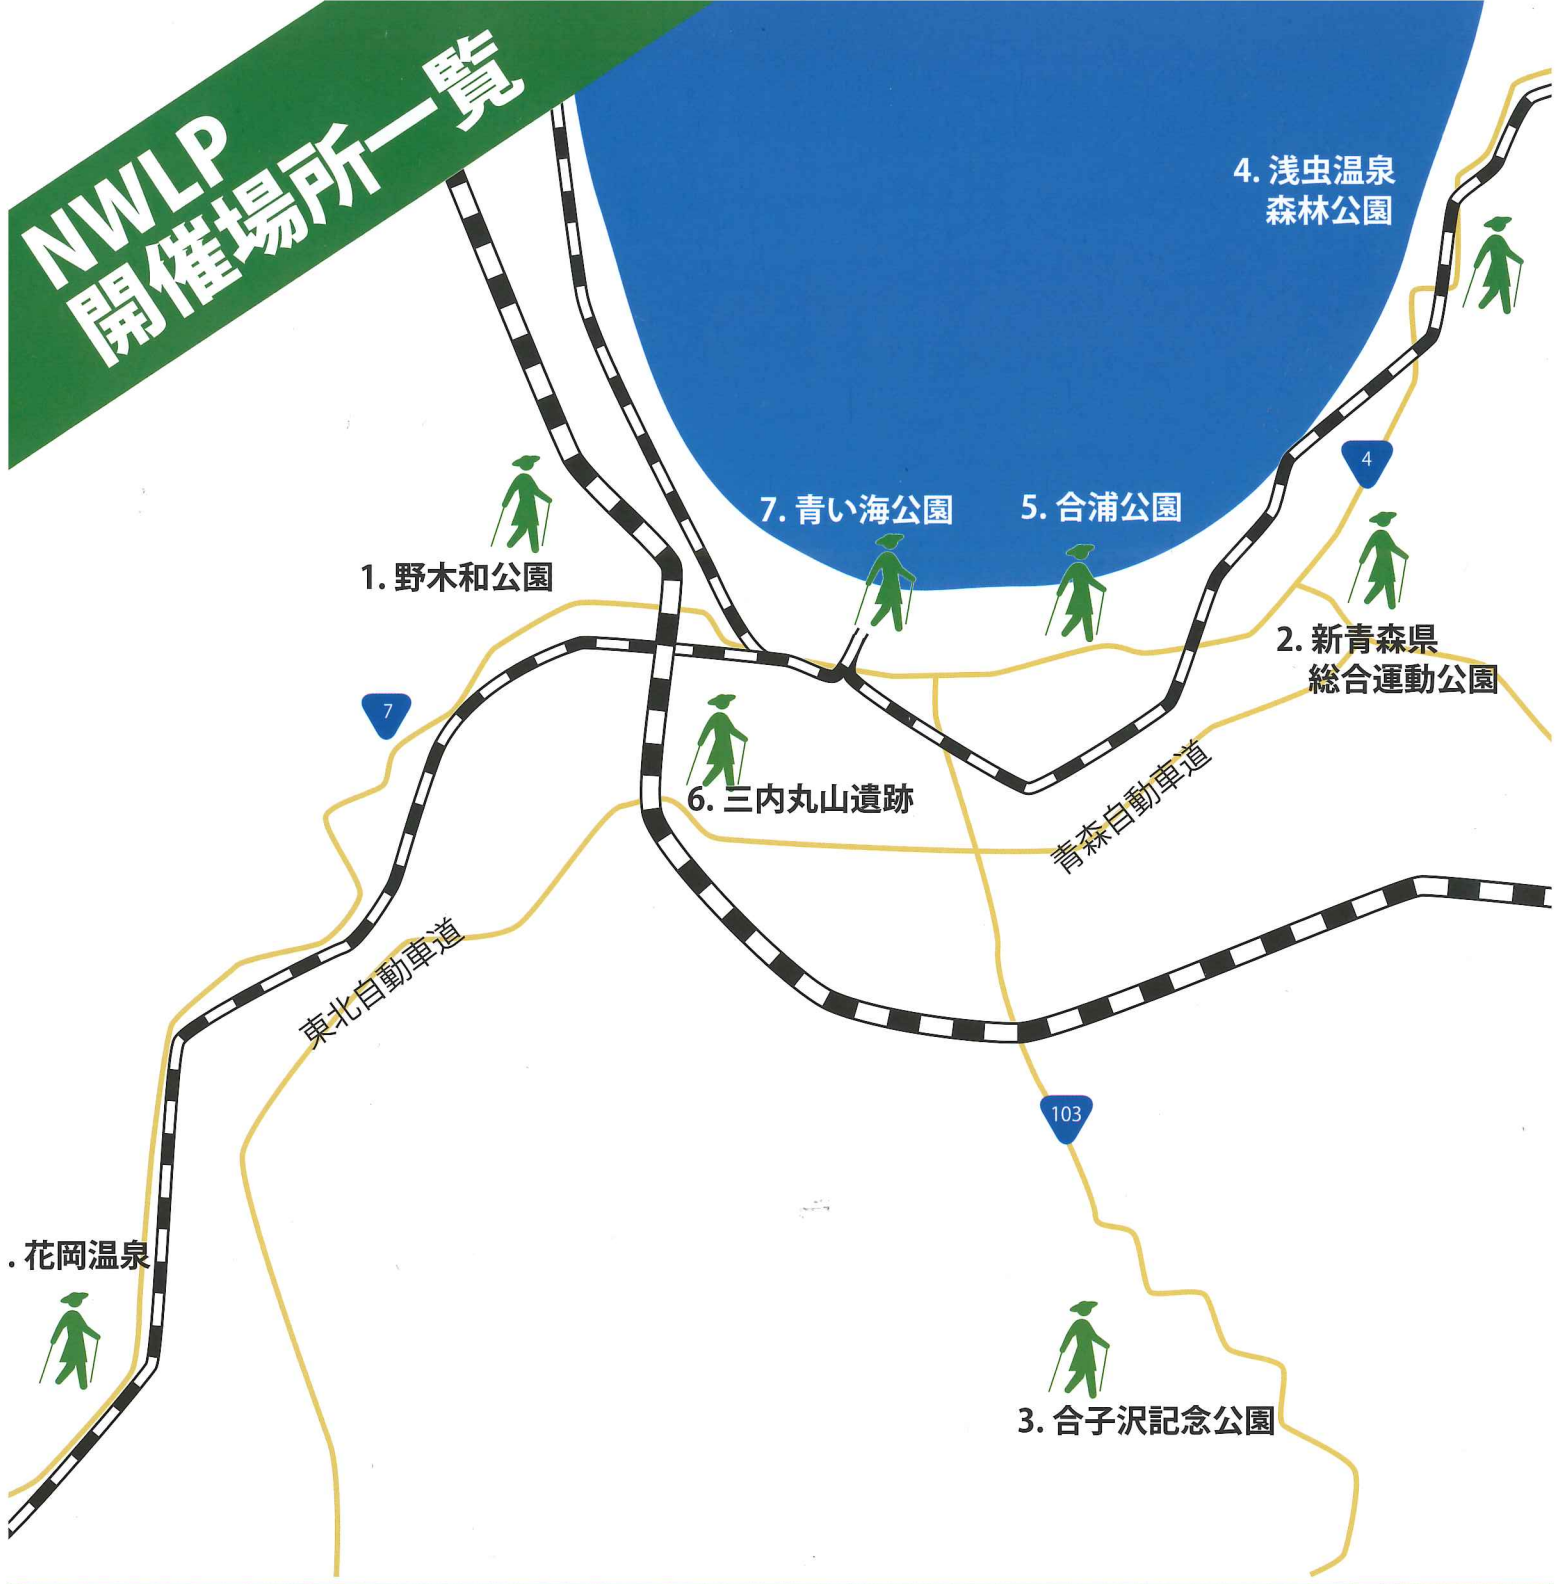 NWLP
開催場所一覧
4. 浅虫温泉
森林公園
4
7. 青い海公園
5. 合浦公園
1. 野木和公園
2. 新青森県
総合運動公園
7
6. 三内丸山遺跡
青森自動車道
東北自動車道
103
. 花岡温泉
3. 合子沢記念公園